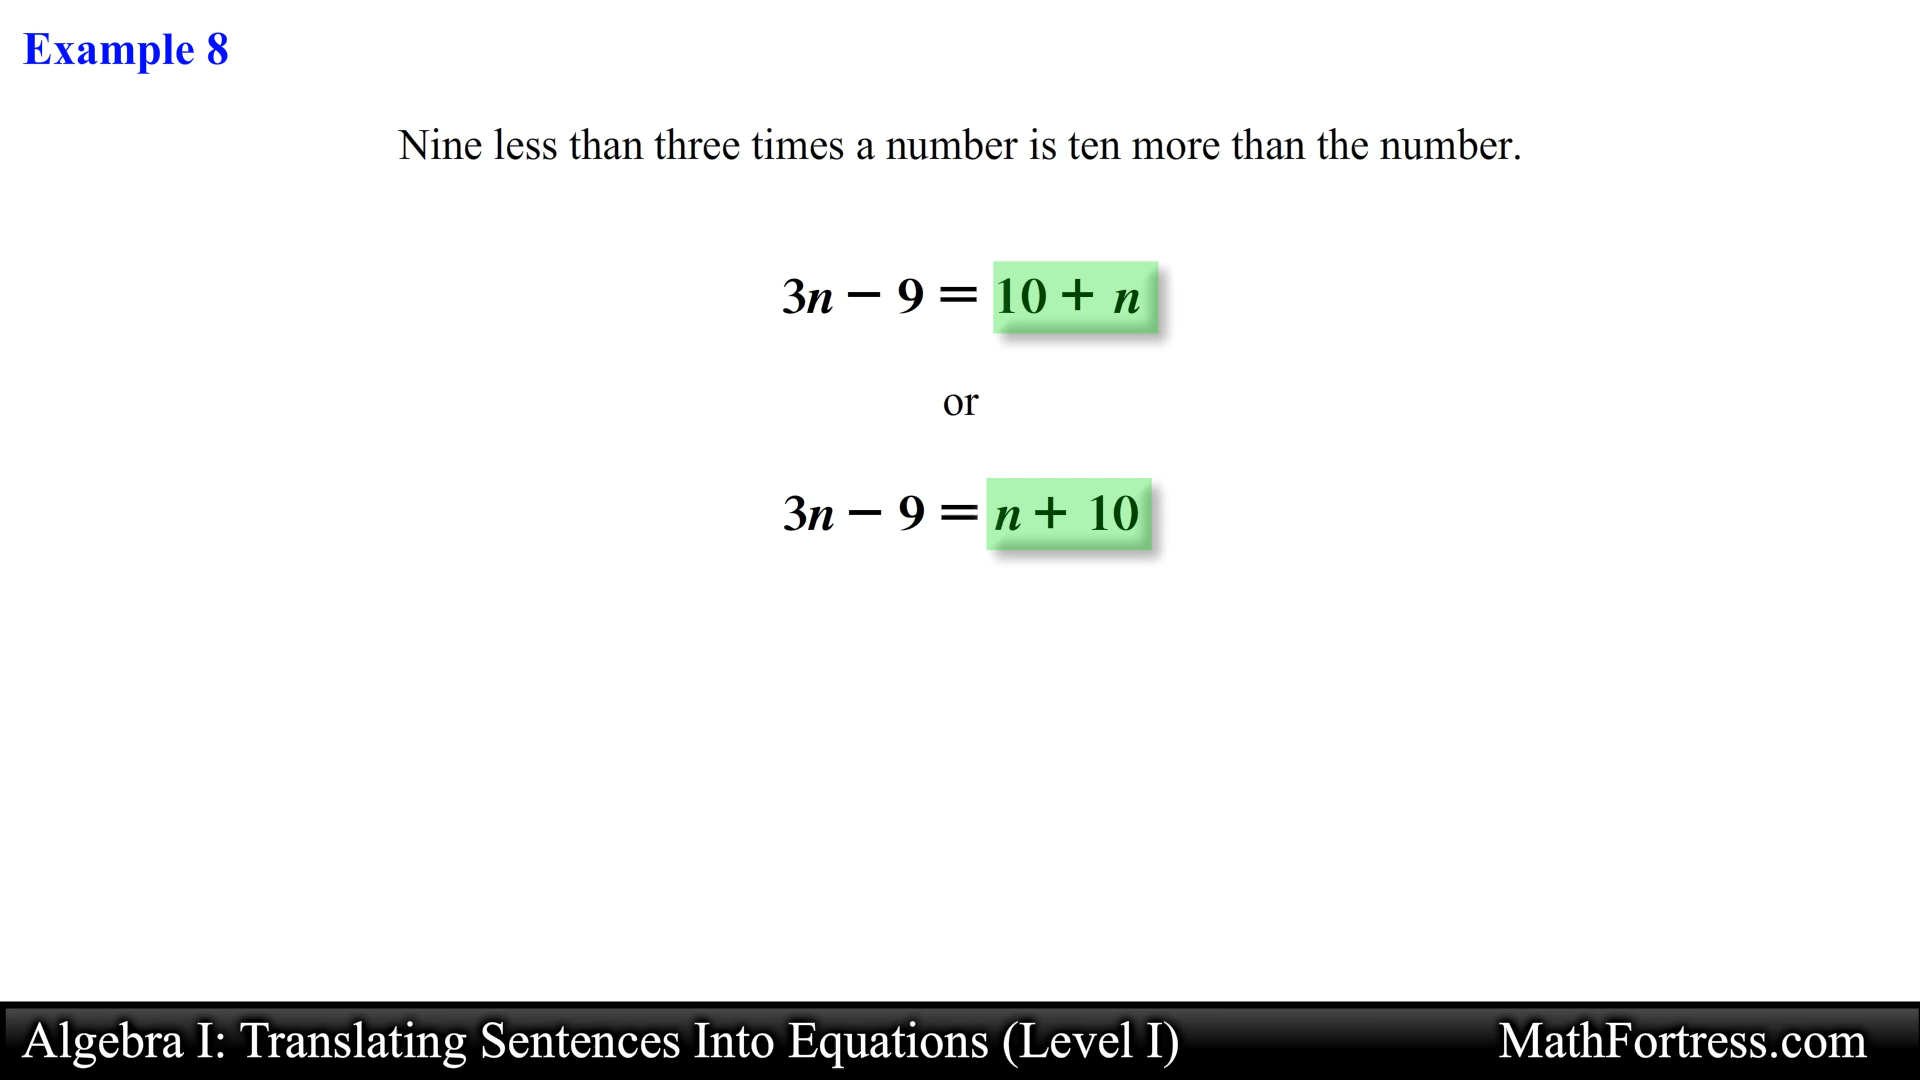 Example 8
Nine less than three times a number is ten more than the number.
3n − 9 = 10 + n
or
3n − 9 = n + 10
Algebra I: Translating Sentences Into Equations (Level I) MathFortress.com